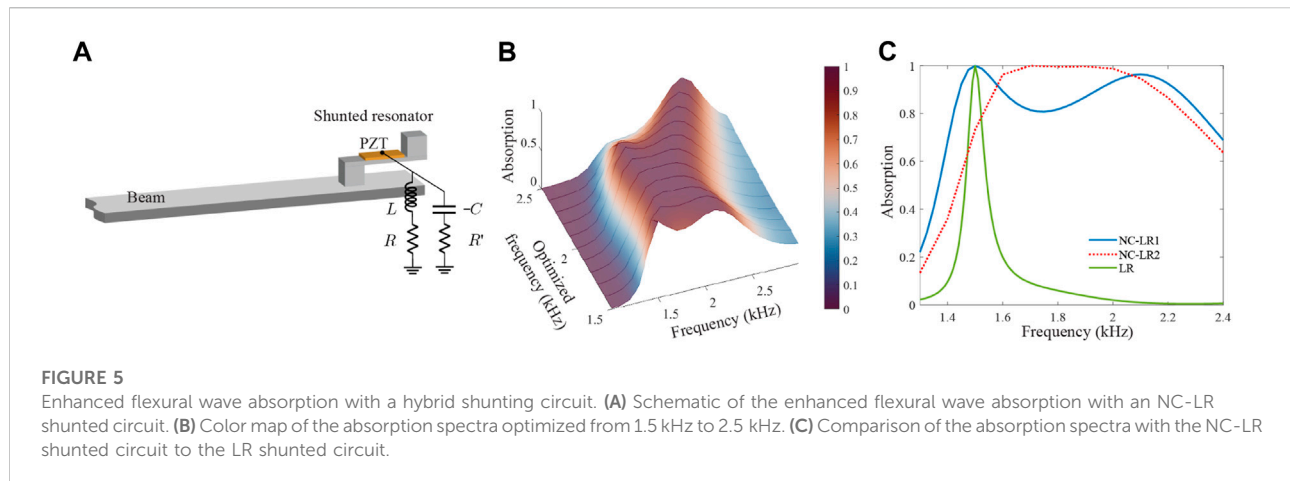 A
Shunted resonator
PZT
Beam
L
-C
R
R'
B
Absorption
1
0.5
0
2.5
2
1.5
Optimized
frequency (kHz)
1.5
2
2.5
Frequency (kHz)
1
0.9
0.8
0.7
0.6
0.5
0.4
0.3
0.2
0.1
0
C
Absorption
1
0.8
0.6
0.4
0.2
0
NC-LR1
NC-LR2
LR
1.4
1.6
1.8
2
2.2
2.4
Frequency (kHz)
FIGURE 5
Enhanced flexural wave absorption with a hybrid shunting circuit. (A) Schematic of the enhanced flexural wave absorption with an NC-LR
shunted circuit. (B) Color map of the absorption spectra optimized from 1.5 kHz to 2.5 kHz. (C) Comparison of the absorption spectra with the NC-LR
shunted circuit to the LR shunted circuit.